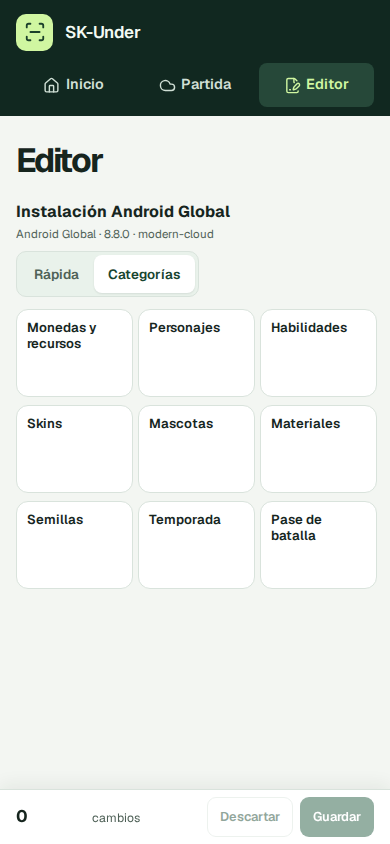 SK-Under
Inicio
Partida
Editor
Editor
Instalación Android Global
Android Global · 8.8.0 · modern-cloud
Rápida
Categorías
Monedas y
recursos
Personajes
Habilidades
Skins
Mascotas
Materiales
Semillas
Temporada
Pase de
batalla
0
cambios
Descartar
Guardar